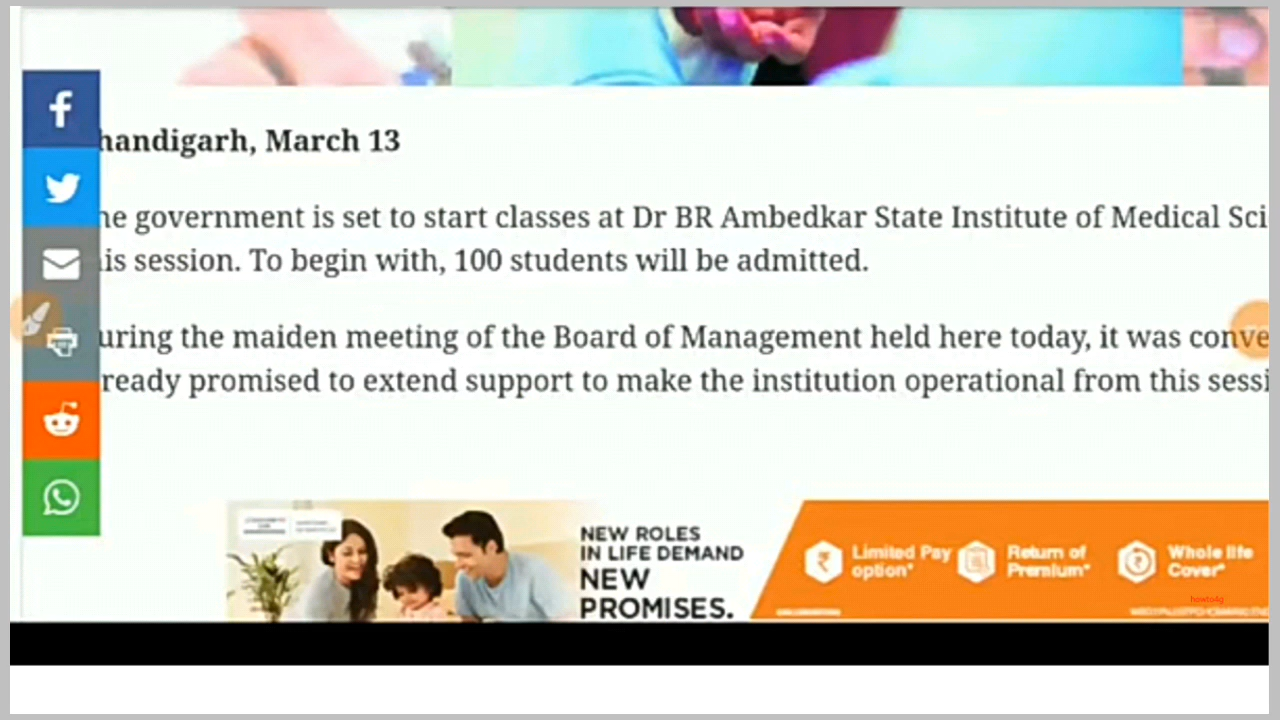 handigarh, March 13
he government is set to start classes at Dr BR Ambedkar State Institute of Medical Sci
is session. To begin with, 100 students will be admitted.
uring the maiden meeting of the Board of Management held here today, it was conve
ready promised to extend support to make the institution operational from this sessi
NEW ROLES
IN LIFE DEMAND
NEW
PROMISES.
Limited Pay
option*
Return of
Premium*
Whole life
Cover*
howto4g